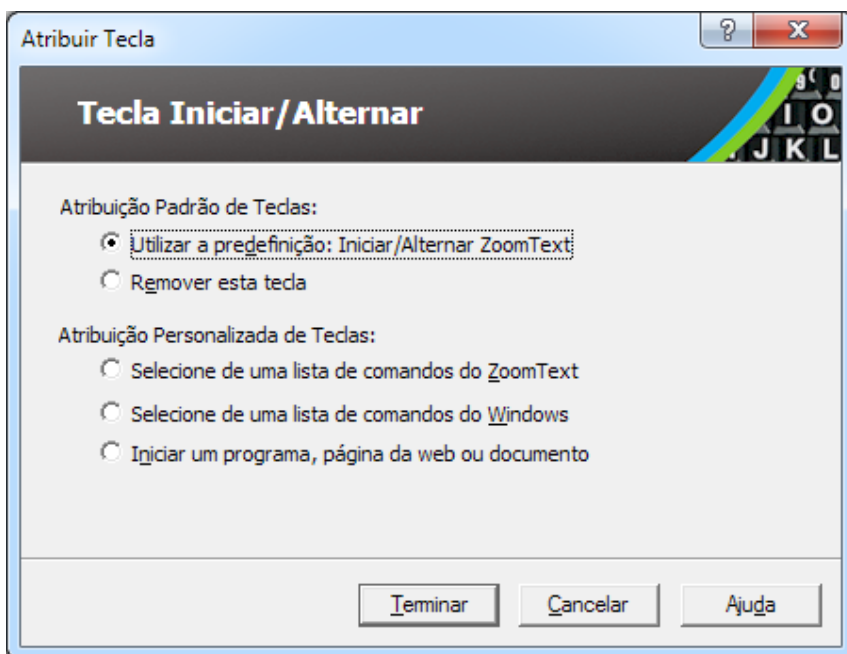 Atribuir Tecla
Tecla Iniciar/Alternar
9 ( 0
I O
J K L
Atribuição Padrão de Teclas:
Utilizar a predefinição: Iniciar/Alternar ZoomText
Remover esta tecla
Atribuição Personalizada de Teclas:
Selecione de uma lista de comandos do ZoomText
Selecione de uma lista de comandos do Windows
Iniciar um programa, página da web ou documento
Terminar Cancelar Ajuda